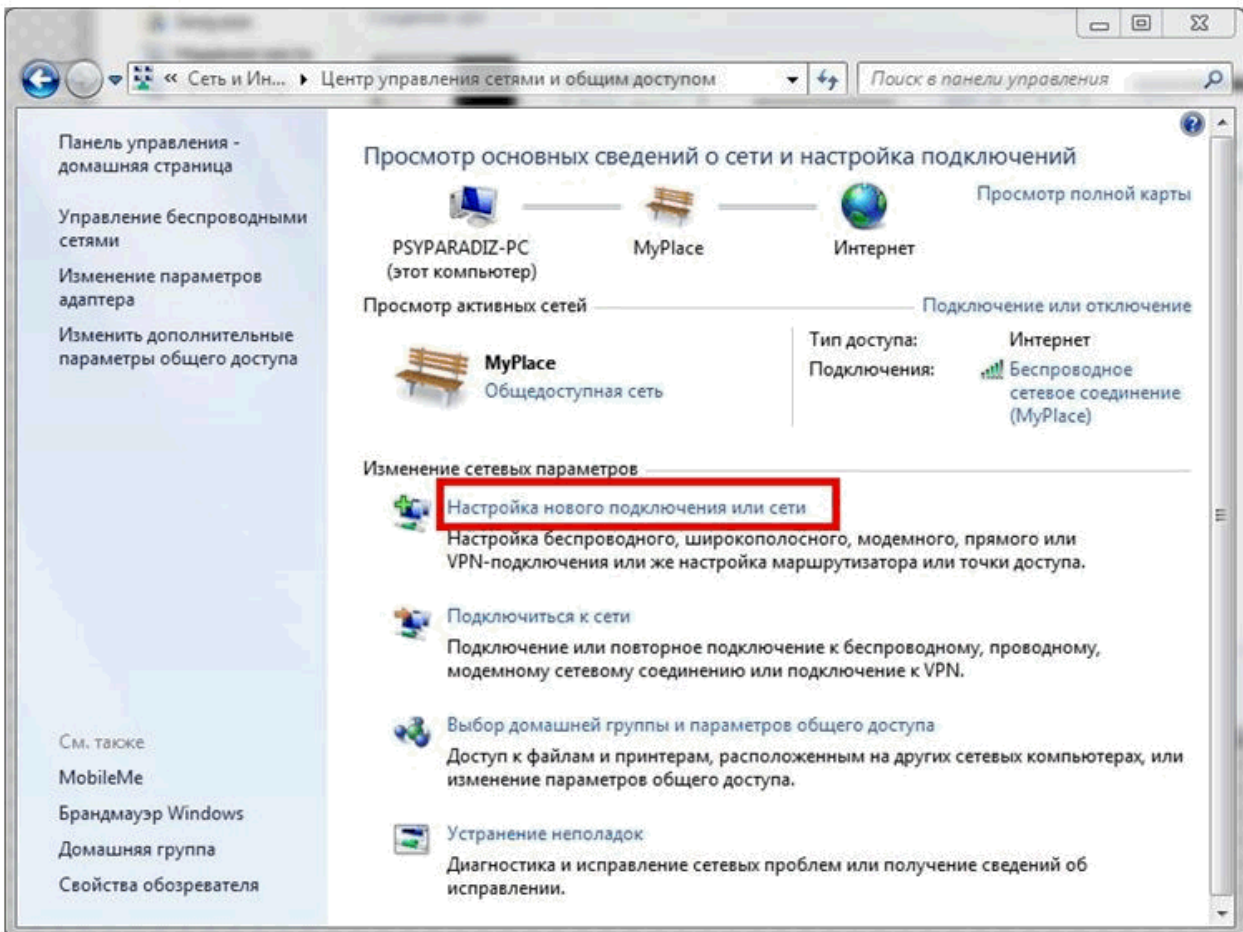 « Сеть и Ин... Центр управления сетями и общим доступом
Поиск в панели управления
Панель управления -
домашняя страница
Управление беспроводными
сетями
Изменение параметров
адаптера
Изменить дополнительные
параметры общего доступа
См. также
MobileMe
Брандмауэр Windows
Домашняя группа
Свойства обозревателя
Просмотр основных сведений о сети и настройка подключений
Просмотр полной карты
PSYPARADIZ-PC
(этот компьютер)
MyPlace
Интернет
Просмотр активных сетей
Подключение или отключение
MyPlace
Общедоступная сеть
Тип доступа: Интернет
Подключения: Беспроводное
сетевое соединение
(MyPlace)
Изменение сетевых параметров
Настройка нового подключения или сети
Настройка беспроводного, широкополосного, модемного, прямого или
VPN-подключения или же настройка маршрутизатора или точки доступа.
Подключиться к сети
Подключение или повторное подключение к беспроводному, проводному,
модемному сетевому соединению или подключение к VPN.
Выбор домашней группы и параметров общего доступа
Доступ к файлам и принтерам, расположенным на других сетевых компьютерах, или
изменение параметров общего доступа.
Устранение неполадок
Диагностика и исправление сетевых проблем или получение сведений об
исправлении.